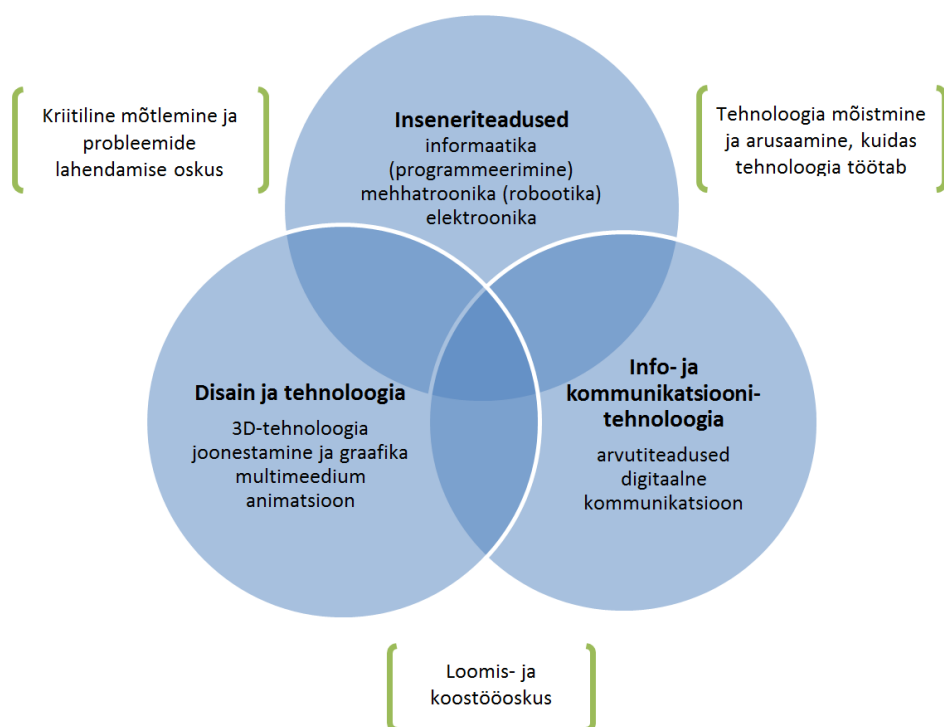 Kriitiline mõtlemine ja
probleemide
lahendamise oskus
Inseneriteadused
informaatika
(programmeerimine)
mehhatroonika (robootika)
elektroonika
Tehnoloogia mõistmine
ja arusaamine, kuidas
tehnoloogia töötab
Disain ja tehnoloogia
3D-tehnoloogia
joonestamine ja graafika
multimeedium
animatsioon
Info- ja
kommunikatsiooni-
tehnoloogia
arvutiteadused
digitaalne
kommunikatsioon
Loomis- ja
koostööoskus